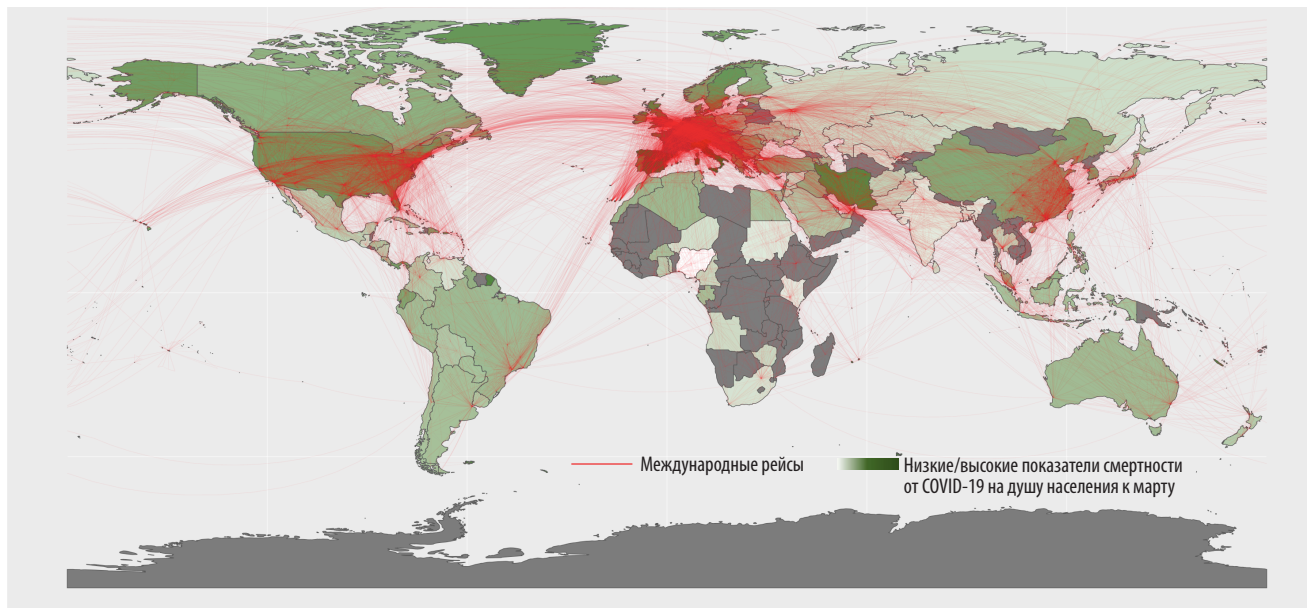 Международные рейсы
Низкие/высокие показатели смертности
от COVID-19 на душу населения к марту